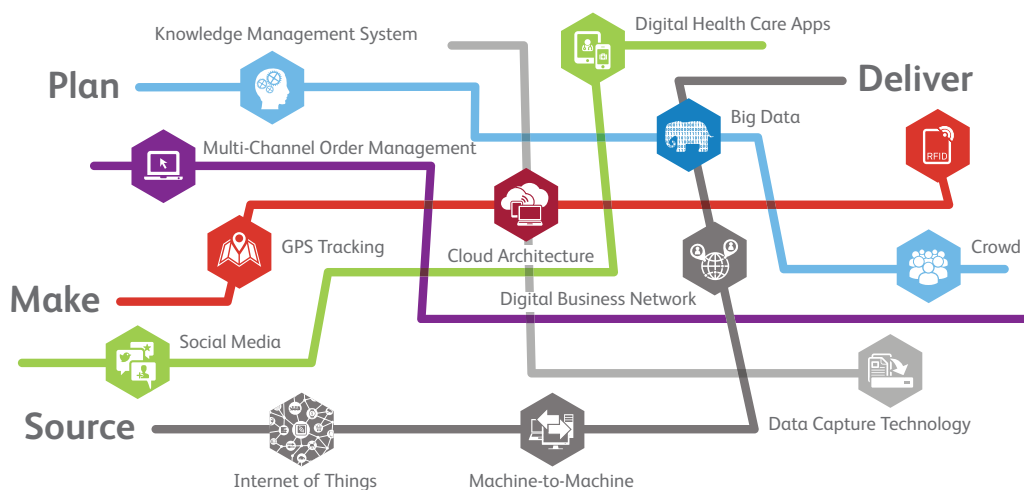 Digital Health Care Apps
Knowledge Management System
Plan
Deliver
Big Data
Multi-Channel Order Management
RFID
GPS Tracking
Cloud Architecture
Crowd
Make
Digital Business Network
Social Media
Source
Data Capture Technology
Internet of Things
Machine-to-Machine